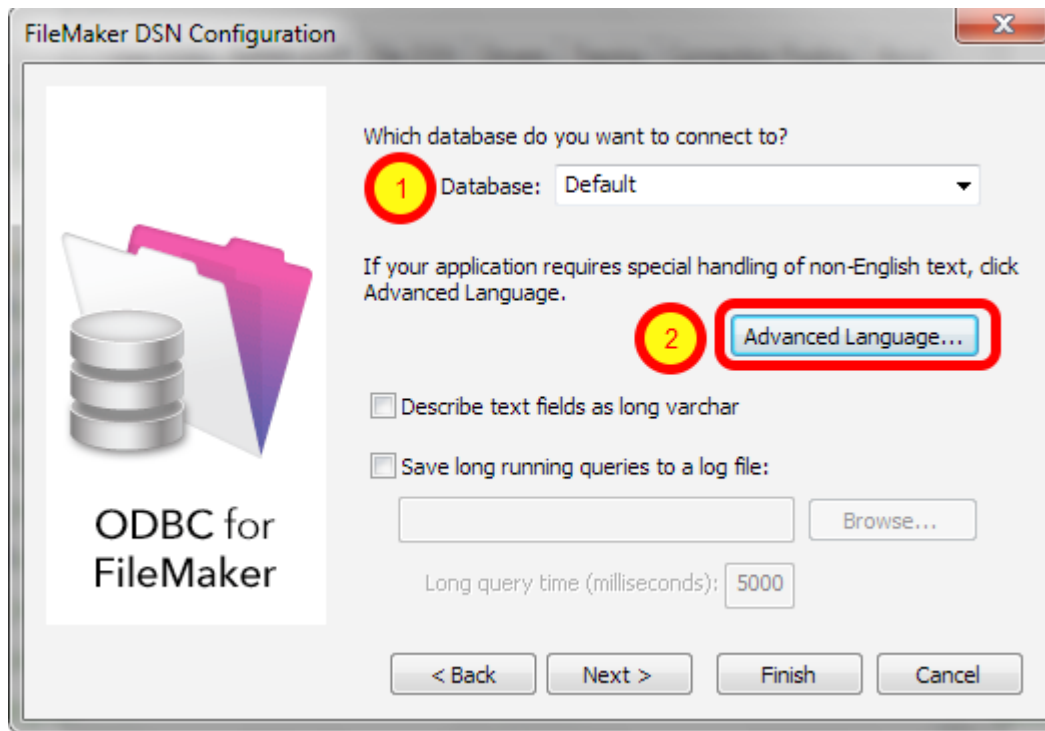 FileMaker DSN Configuration
Which database do you want to connect to?
1
Database:
Default
If your application requires special handling of non-English text, click
Advanced Language.
2
Advanced Language...
Describe text fields as long varchar
Save long running queries to a log file:
Browse...
Long query time (milliseconds): 5000
ODBC for
FileMaker
< Back
Next >
Finish
Cancel